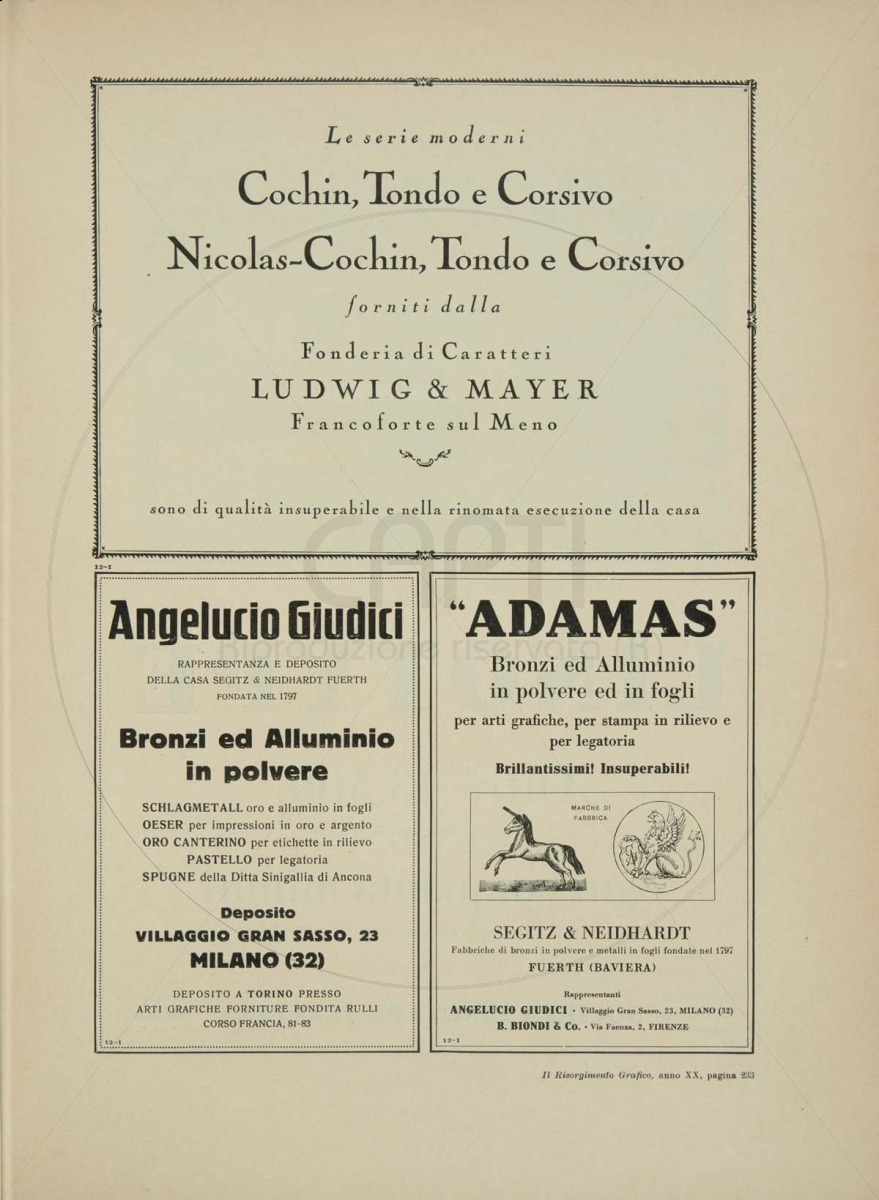 Le serie moderni
Cochin, Tondo e Corsivo
Nicolas-Cochin, Tondo e Corsivo
forniti dalla
Fonderia di Caratteri
LUDWIG & MAYER
Francoforte sul Meno
sono di qualità insuperabile e nella rinomata esecuzione della casa
12-1
Angelucio Giudici
RAPPRESENTANZA E DEPOSITO
DELLA CASA SEGITZ & NEIDHARDT FUERTH
FONDATA NEL 1797
Bronzi ed Alluminio
in polvere
SCHLAGMETALL oro e alluminio in fogli
OESER per impressioni in oro e argento
ORO CANTERINO per etichette in rilievo
PASTELLO per legatoria
SPUGNE della Ditta Sinigallia di Ancona
Deposito
VILLAGGIO GRAN SASSO, 23
MILANO (32)
DEPOSITO A TORINO PRESSO
ARTI GRAFICHE FORNITURE FONDITA RULLI
CORSO FRANCIA, 81-83
12-1
"ADAMAS"
Bronzi ed Alluminio
in polvere ed in fogli
per arti grafiche, per stampa in rilievo e
per legatoria
Brillantissimi! Insuperabili!
MARCHE DI
FABBRICA
SEGITZ & NEIDHARDT
Fabbriche di bronzi in polvere e metalli in fogli fondate nel 1797
FUERTH (BAVIERA)
Rappresentanti
ANGELUCIO GIUDICI • Villaggio Gran Sasso, 23, MILANO (32)
B. BIONDI & Co. • Via Faenza, 2, FIRENZE
12-1
Il Risorgimento Grafico, anno XX, pagina 233
CAPTI
riproduzione riservata